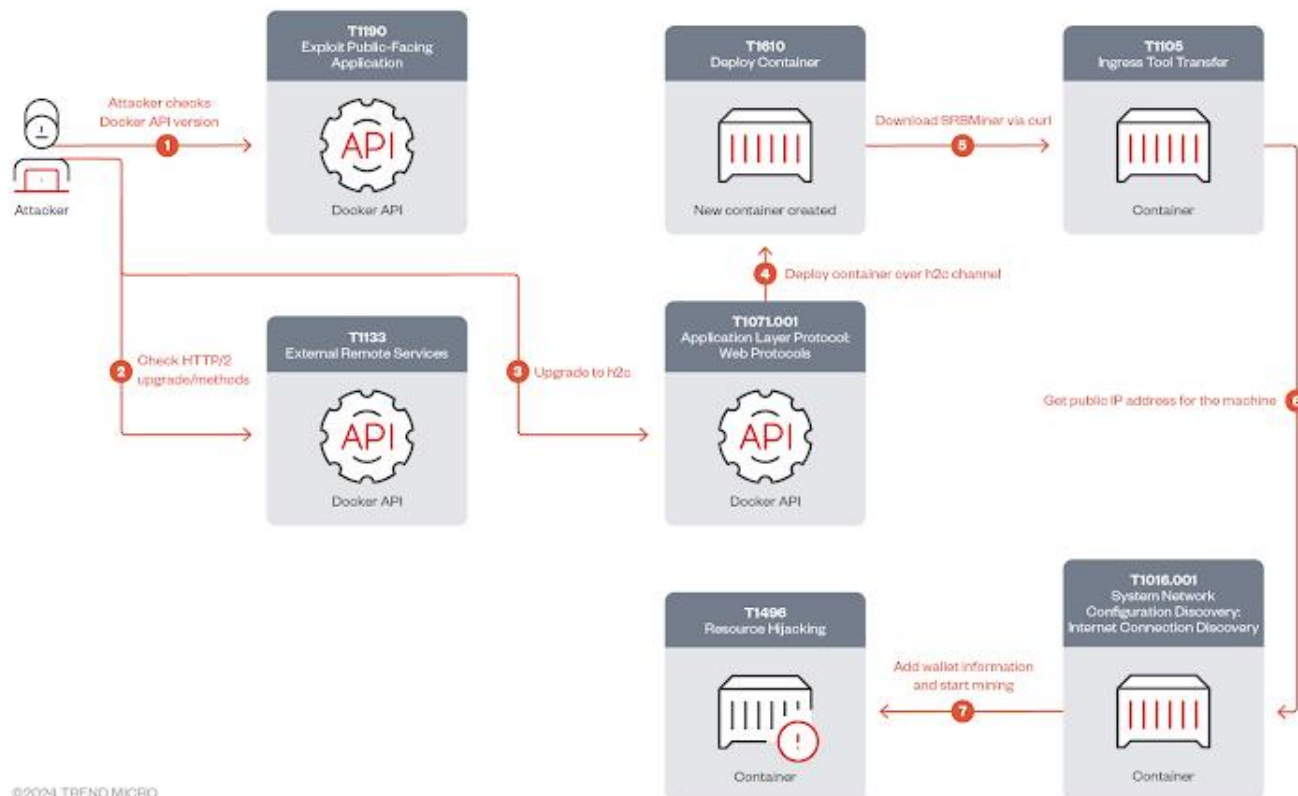 T1190
Exploit Public-Facing
Application
API
Docker API
Attacker
Attacker checks
Docker API version
1
T1133
External Remote Services
API
Docker API
2
Check HTTP/2
upgrade/methods
3
Upgrade to h2c
T1071.001
Application Layer Protocol:
Web Protocols
API
Docker API
4
Deploy container over h2c channel
T1610
Deploy Container
New container created
Download SRBMiner via curl
5
T1105
Ingress Tool Transfer
Container
Get public IP address for the machine
6
T1016.001
System Network
Configuration Discovery:
Internet Connection Discovery
Container
Add wallet information
and start mining
7
T1496
Resource Hijacking
!
Container
©2024 TREND MICRO